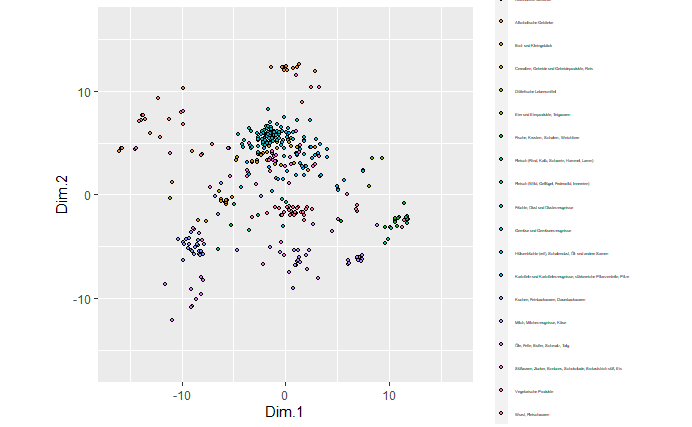 Alkoholische Getränke
Brot und Kleingebäck
Getreide und Getreideprodukte, Reis
Diätetische Lebensmittel
Eier und Eiprodukte, Teigwaren
Fische, Krusten-, Schalen-, Weichtiere
Fleisch (Rind, Kalb, Schwein, Hammel, Lamm)
Fleisch (Wild, Geflügel, Federwild, Innereien)
Früchte, Obst und Obsterzeugnisse
Gemüse und Gemüseerzeugnisse
Hülsenfrüchte (reif), Schalenobst, Öl- und andere Samen
Kartoffeln und Kartoffelerzeugnisse, stärkereiche Pflanzenteile, Pilze
Kuchen, Feinbackwaren, Dauerbackwaren
Milch, Milcherzeugnisse, Käse
Öle, Fette, Butter, Schmalz, Talg
Süßwaren, Zucker, Bonbons, Schokolade, Brotaufstrich süß, Eis
Vegetarische Produkte
Wurst, Fleischwaren
10
0
-10
Dim.2
-10
0
10
Dim.1